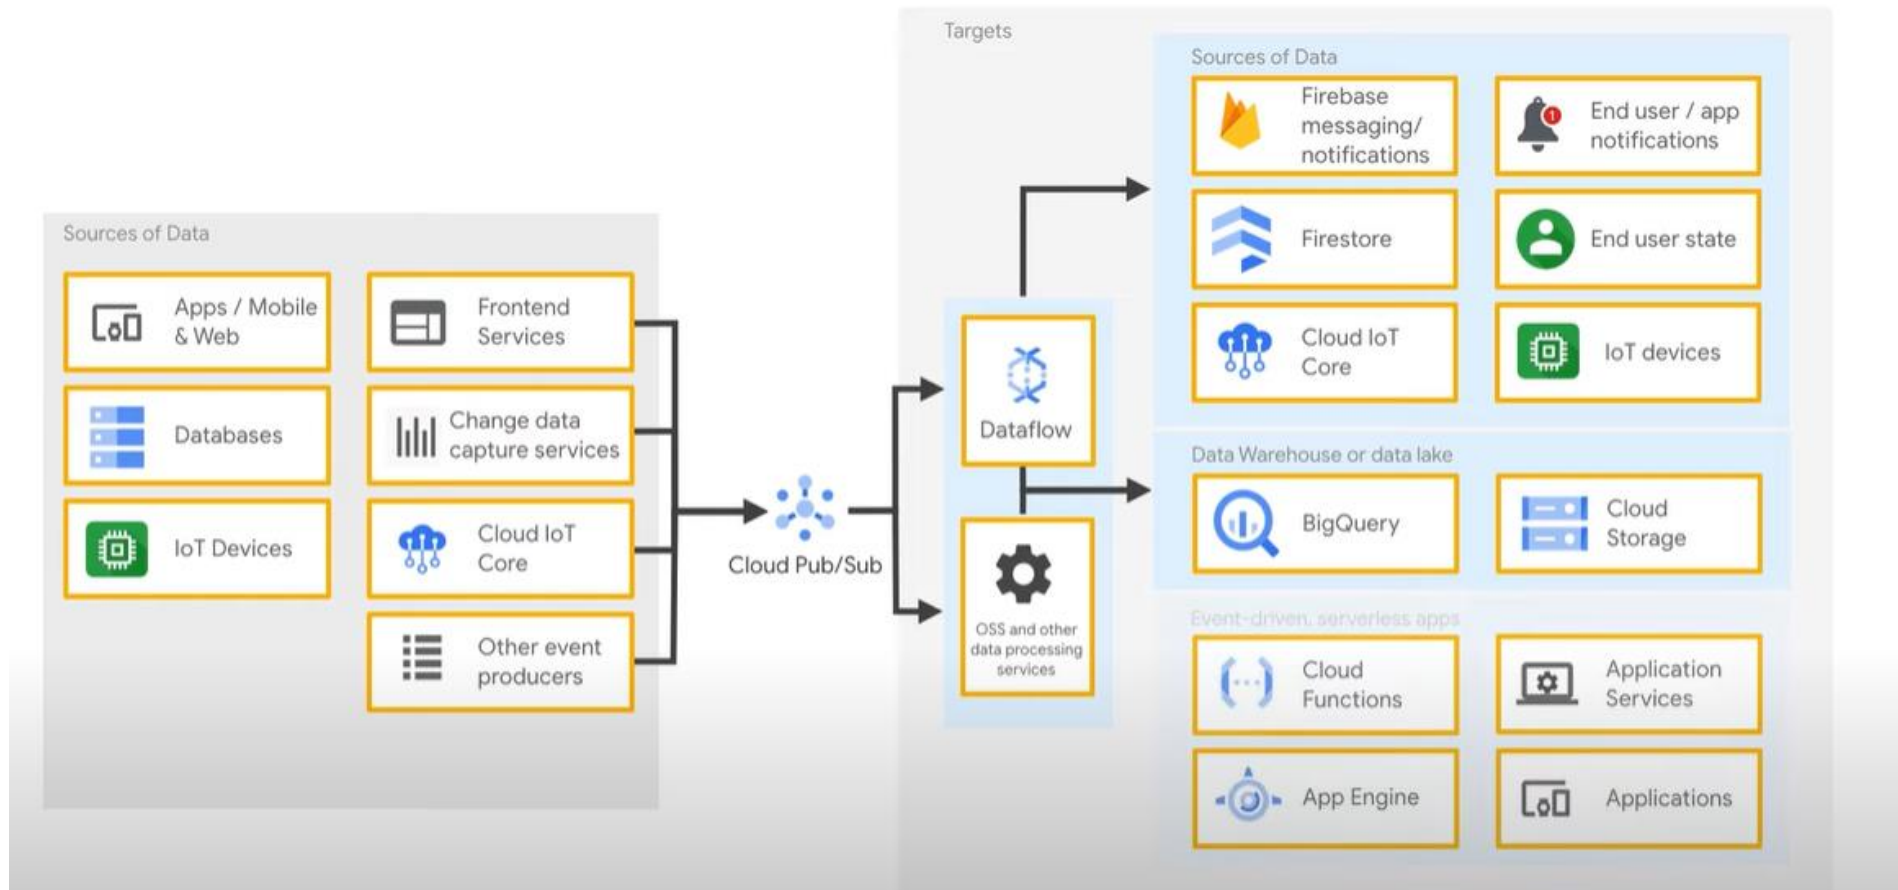 Targets
Sources of Data
Firebase
messaging/
notifications
1
End user / app
notifications
Firestore
End user state
Cloud IoT
Core
IoT devices
Sources of Data
Apps / Mobile
& Web
Frontend
Services
Databases
Change data
capture services
IoT Devices
Cloud IoT
Core
Other event
producers
Cloud Pub/Sub
Dataflow
OSS and other
data processing
services
Data Warehouse or data lake
BigQuery
Cloud
Storage
Event-driven, serverless apps
Cloud
Functions
Application
Services
App Engine
Applications